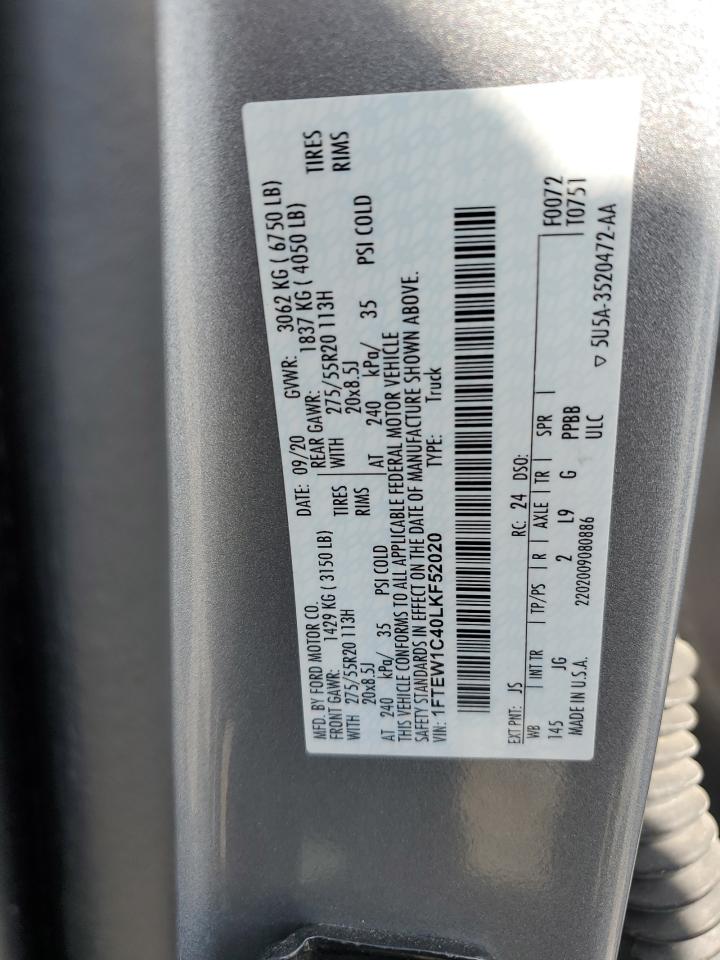 MFD. BY FORD MOTOR CO. DATE: 09/20 GVWR: 3062 KG ( 6750 LB)
FRONT GAWR: 1429 KG ( 3150 LB) REAR GAWR: 1837 KG ( 4050 LB)
WITH 275/55R20 113H TIRES WITH 275/55R20 113H TIRES
20x8.5J RIMS 20x8.5J RIMS
AT 240 kPa/ 35 PSI COLD AT 240 kPa/ 35 PSI COLD
THIS VEHICLE CONFORMS TO ALL APPLICABLE FEDERAL MOTOR VEHICLE
SAFETY STANDARDS IN EFFECT ON THE DATE OF MANUFACTURE SHOWN ABOVE.
VIN: 1FTEW1C40LKF52020 TYPE: Truck
EXT PNT: JS RC: 24 DSO: F0072
WB INT TR TP/PS R AXLE TR SPR T0751
145 JG 2 L9 G PPBB
MADE IN U.S.A. 2202009080886 ULC ▽ 5U5A-3520472-AA